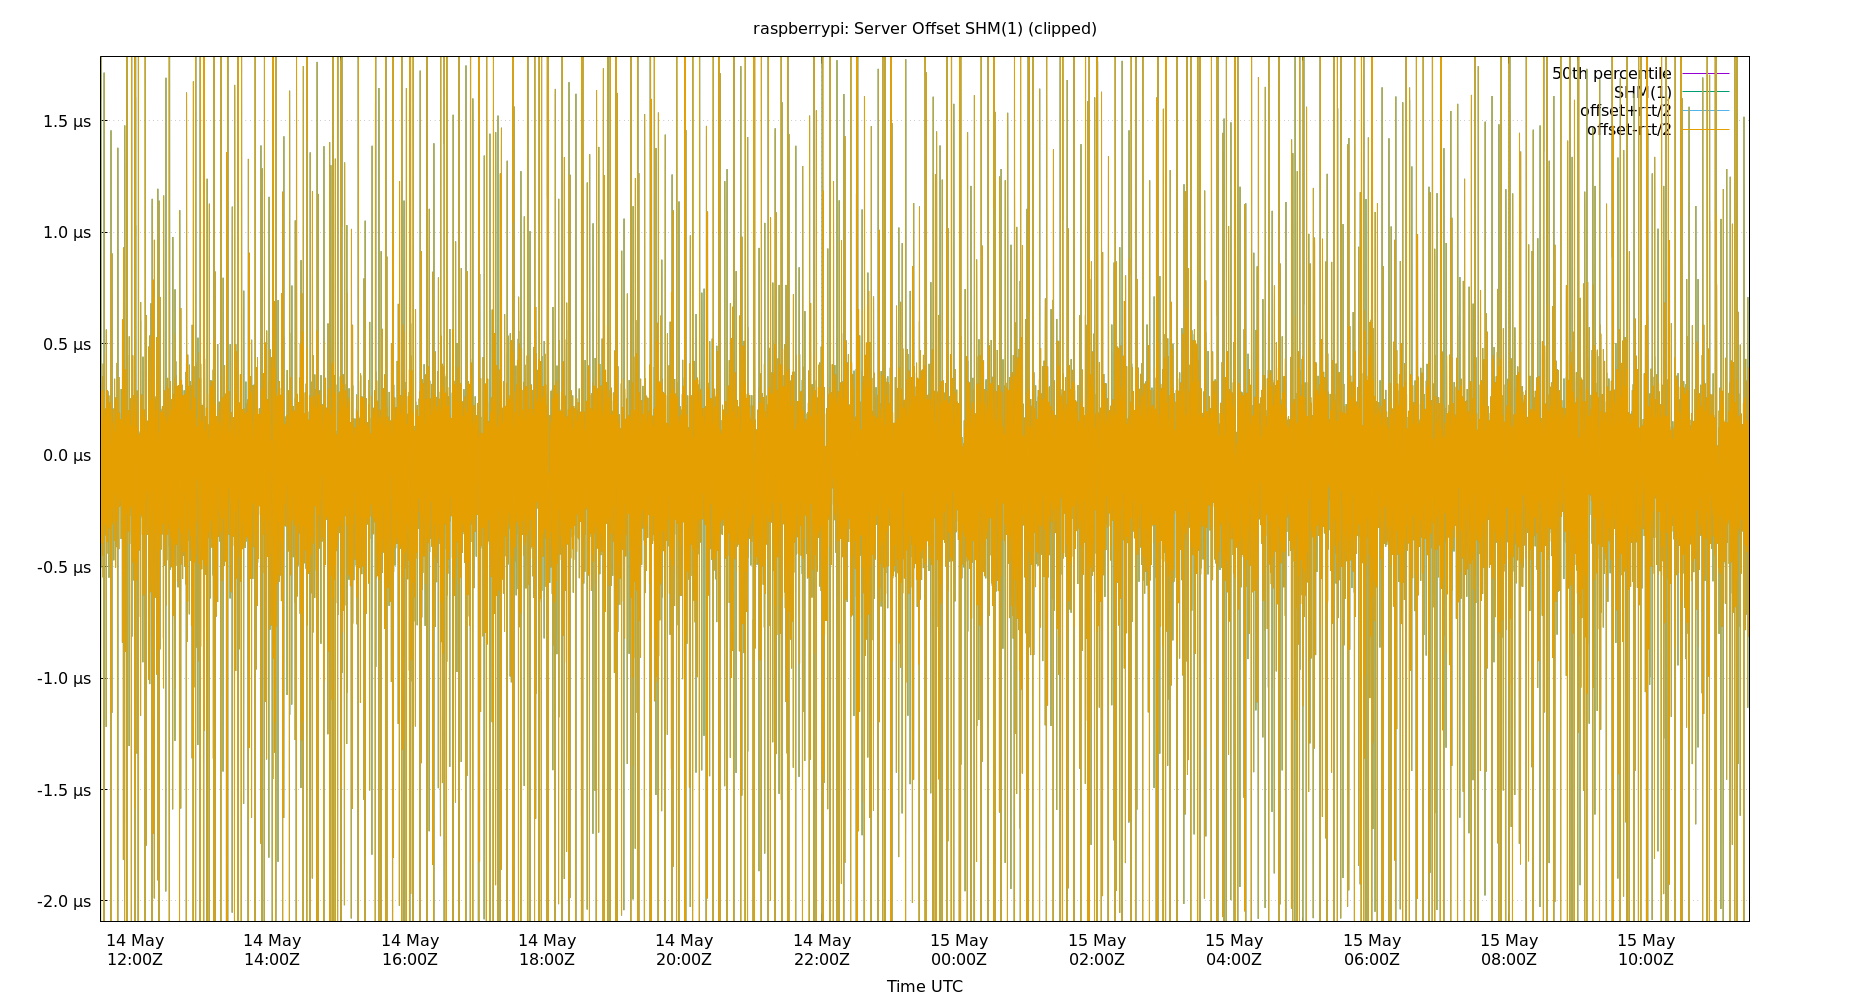 raspberrypi: Server Offset SHM(1) (clipped)
50th percentile
SHM(1)
offset+rtt/2
offset-rtt/2
1.5 µs
1.0 µs
0.5 µs
0.0 µs
-0.5 µs
-1.0 µs
-1.5 µs
-2.0 µs
14 May 14 May 14 May 14 May 14 May 14 May 15 May 15 May 15 May 15 May 15 May 15 May
12:00Z 14:00Z 16:00Z 18:00Z 20:00Z 22:00Z 00:00Z 02:00Z 04:00Z 06:00Z 08:00Z 10:00Z
Time UTC